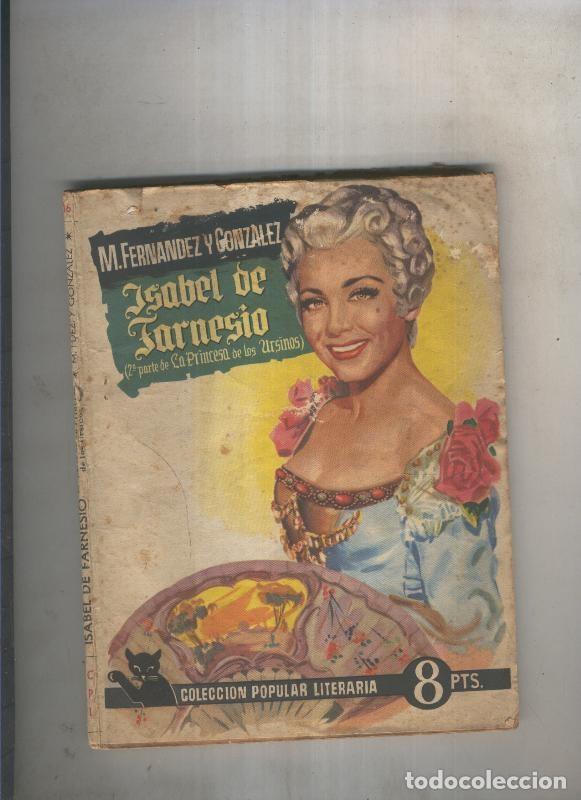 M. FERNANDEZ Y GONZALEZ
Isabel de
Farnesio
(2ª parte de La Princesa de los Ursinos)
COLECCION POPULAR LITERARIA
8 PTS.
ISABEL DE FARNESIO
Y GONZALEZ *
C P L
todocoleccion